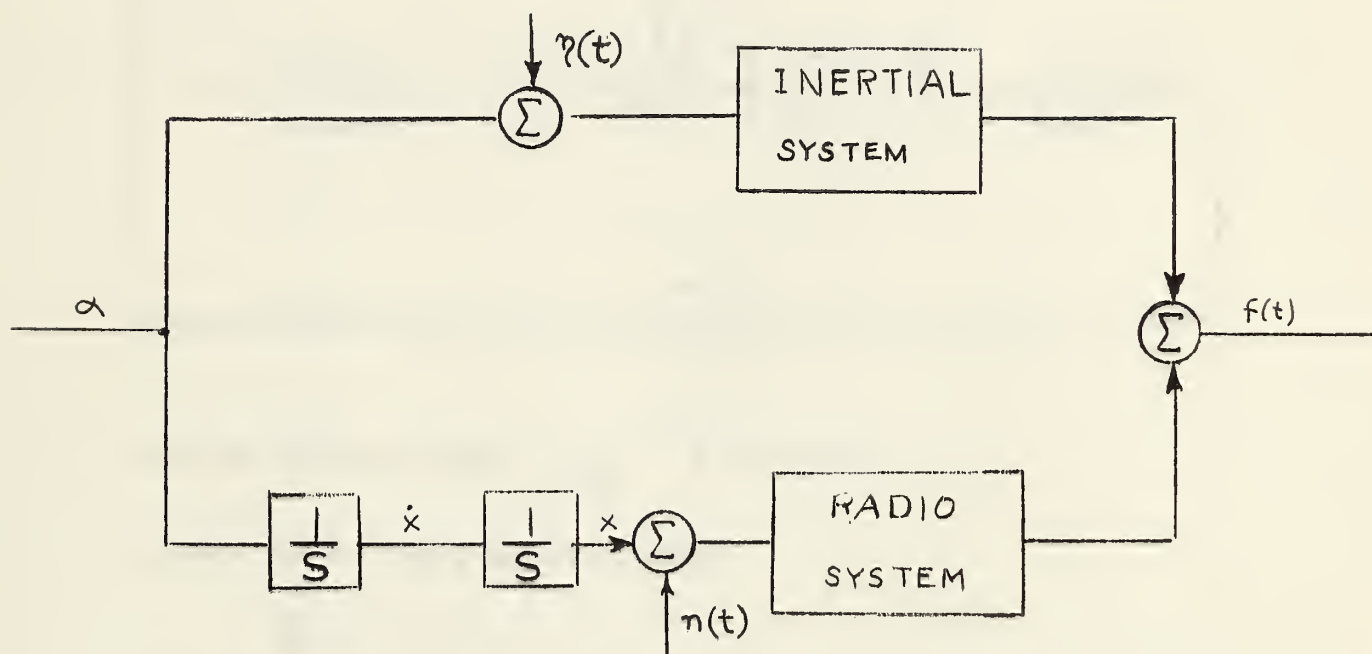 η(t)
Σ
INERTIAL
SYSTEM
α
Σ
f(t)
1
S
ẋ
1
S
x
Σ
RADIO
SYSTEM
n(t)